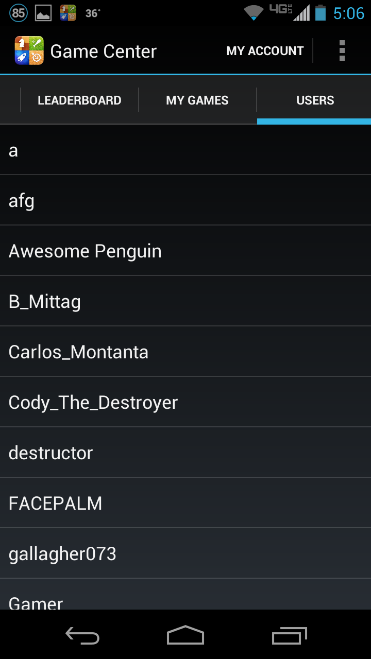 85 36° 4G 5:06
Game Center MY ACCOUNT
LEADERBOARD MY GAMES USERS
a
afg
Awesome Penguin
B_Mittag
Carlos_Montanta
Cody_The_Destroyer
destructor
FACEPALM
gallagher073
Gamer